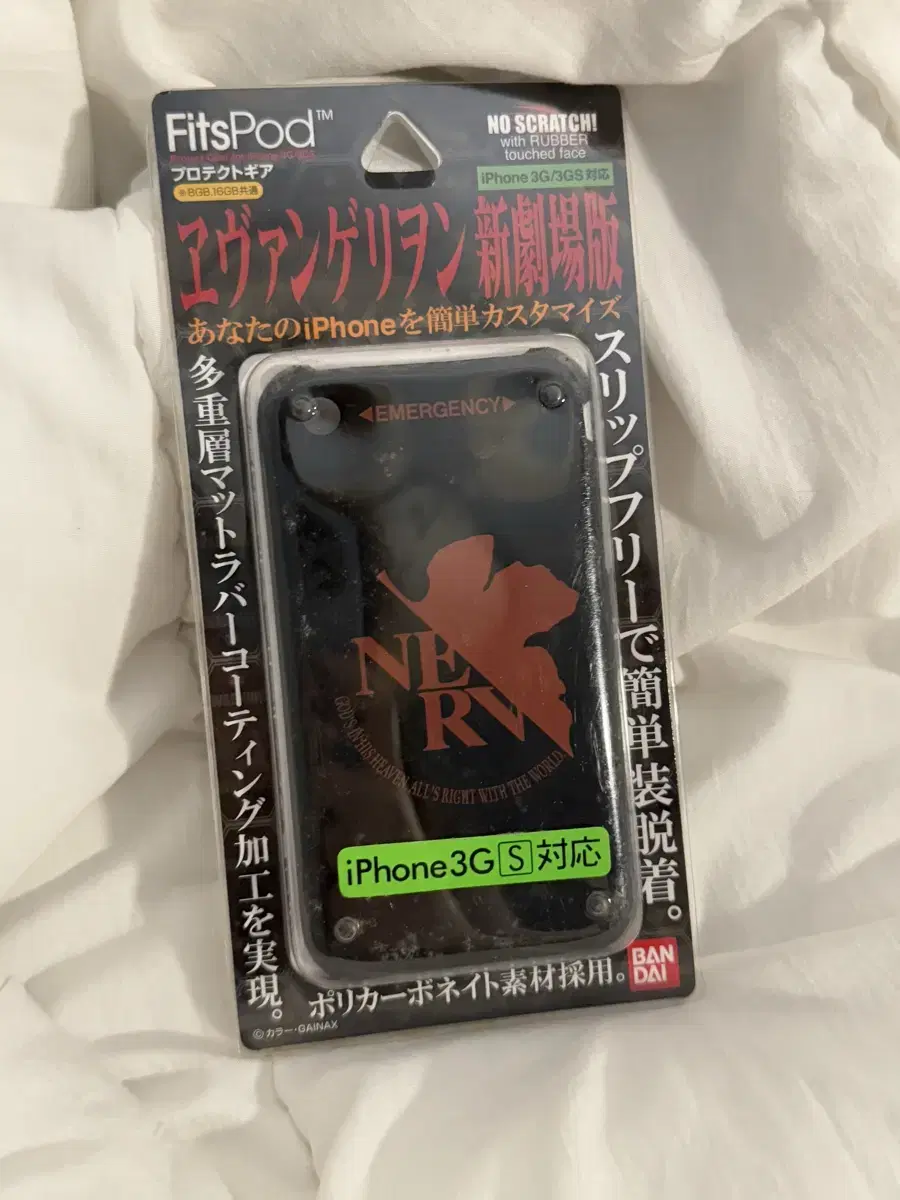 FitsPod™
プロテクトギア
※8GB,16GB共通
NO SCRATCH!
with RUBBER
touched face
iPhone 3G/3GS 対応
ヱヴァンゲリヲン 新劇場版
あなたのiPhoneを簡単カスタマイズ
スリップフリーで簡単装脱着。
多重層マットラバーコーティング加工を実現。
◀EMERGENCY▶
NERV
GOD'S IN HIS HEAVEN. ALL'S RIGHT WITH THE WORLD.
iPhone3G S 対応
ポリカーボネイト素材採用。
BAN
DAI
©カラー・GAINAX